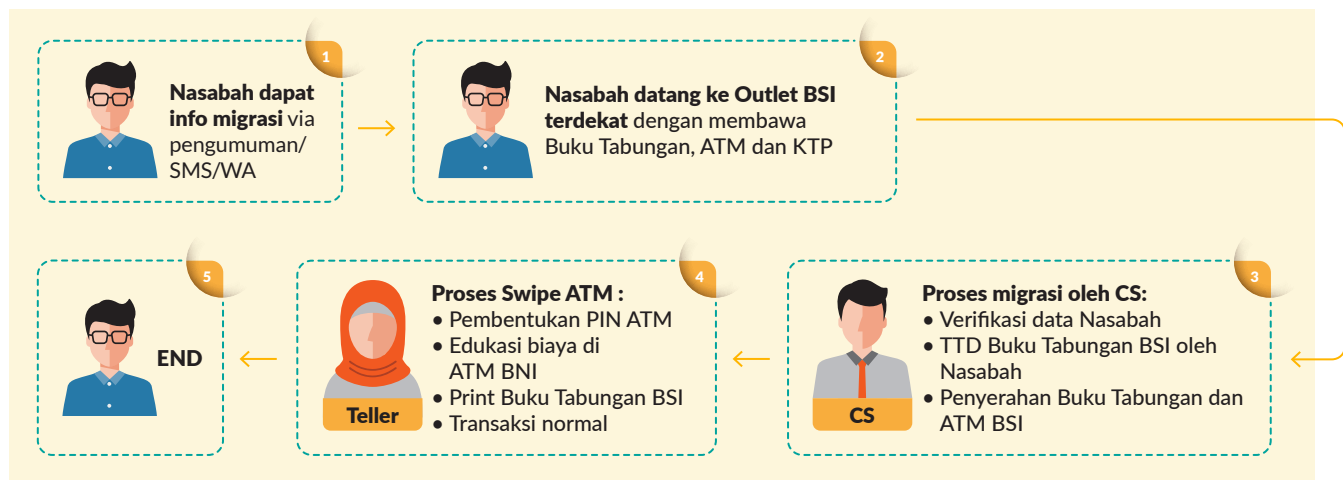 1
Nasabah dapat
info migrasi via
pengumuman/
SMS/WA
2
Nasabah datang ke Outlet BSI
terdekat dengan membawa
Buku Tabungan, ATM dan KTP
3
Proses migrasi oleh CS:
• Verifikasi data Nasabah
• TTD Buku Tabungan BSI oleh
Nasabah
• Penyerahan Buku Tabungan dan
ATM BSI
CS
4
Proses Swipe ATM :
• Pembentukan PIN ATM
• Edukasi biaya di
ATM BNI
• Print Buku Tabungan BSI
• Transaksi normal
Teller
5
END